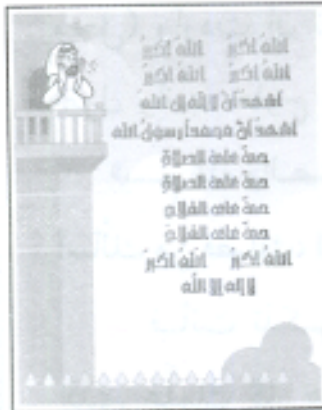 الله أكبر الله أكبر
الله أكبر الله أكبر
أشهد أن لا إله إلا الله
أشهد أن محمدا رسول الله
حي على الصلاة
حي على الصلاة
حي على الفلاح
حي على الفلاح
الله أكبر الله أكبر
لا إله إلا الله